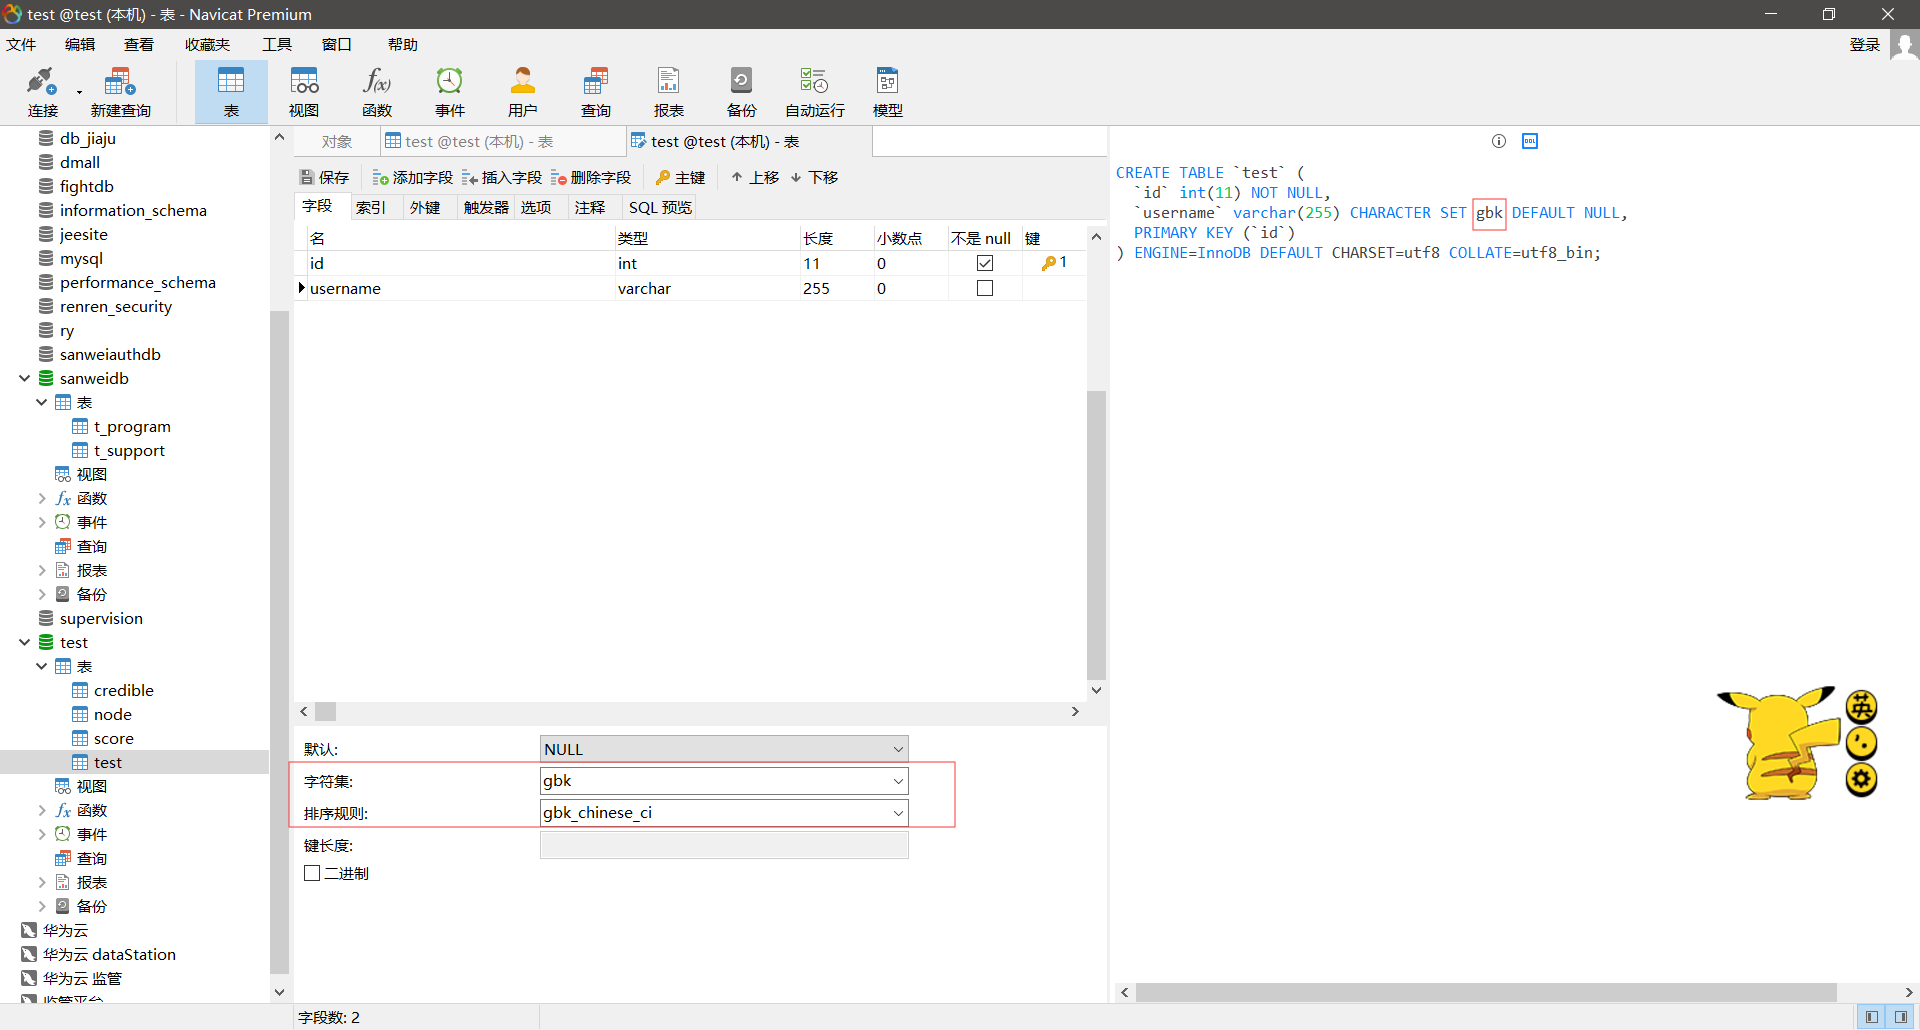 test @test (本机) - 表 - Navicat Premium
文件 编辑 查看 收藏夹 工具 窗口 帮助 登录
连接 新建查询 表 视图 函数 事件 用户 查询 报表 备份 自动运行 模型
db_jiaju
dmall
fightdb
information_schema
jeesite
mysql
performance_schema
renren_security
ry
sanweiauthdb
sanweidb
表
t_program
t_support
视图
函数
事件
查询
报表
备份
supervision
test
表
credible
node
score
test
视图
函数
事件
查询
报表
备份
华为云
华为云 dataStation
华为云 监管
监管平台
对象 test @test (本机) - 表 test @test (本机) - 表
保存 添加字段 插入字段 删除字段 主键 上移 下移
字段 索引 外键 触发器 选项 注释 SQL 预览
名 类型 长度 小数点 不是 null 键
id int 11 0 1
username varchar 255 0
默认: NULL
字符集: gbk
排序规则: gbk_chinese_ci
键长度:
二进制
DDL
CREATE TABLE `test` (
`id` int(11) NOT NULL,
`username` varchar(255) CHARACTER SET gbk DEFAULT NULL,
PRIMARY KEY (`id`)
) ENGINE=InnoDB DEFAULT CHARSET=utf8 COLLATE=utf8_bin;
英
字段数: 2